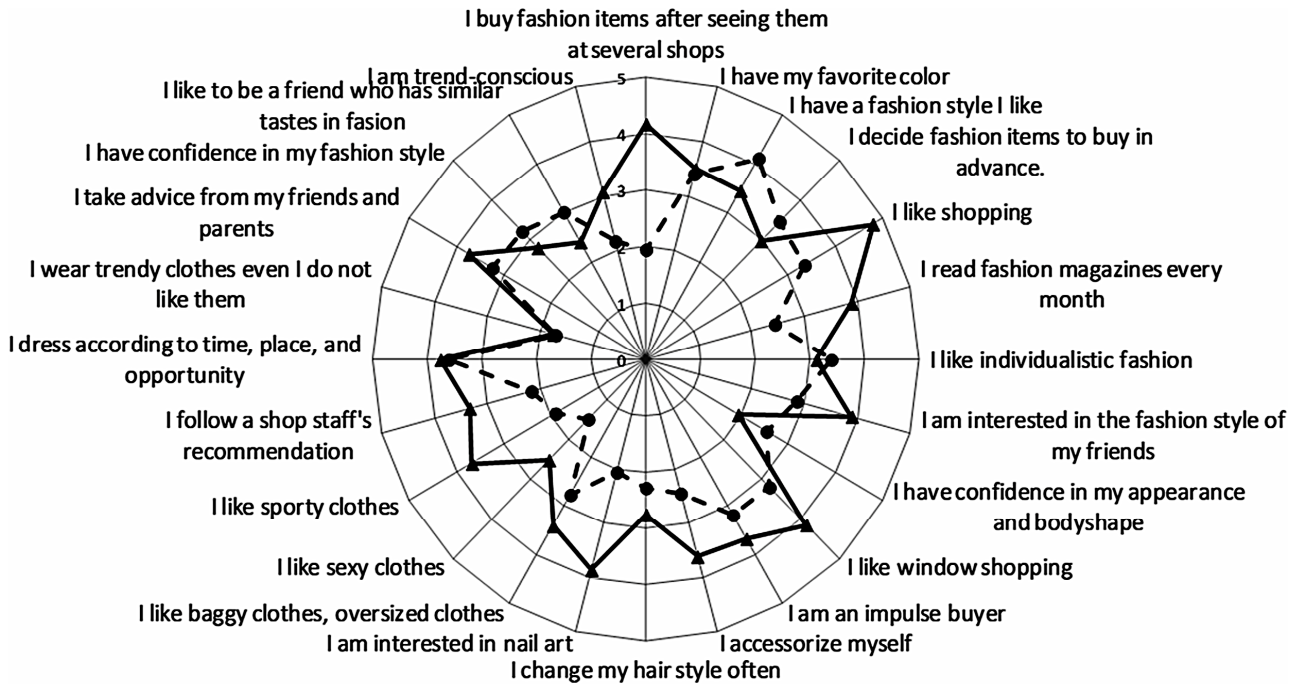 I buy fashion items after seeing them
at several shops
I am trend-conscious
I have my favorite color
I like to be a friend who has similar
tastes in fasion
I have a fashion style I like
I decide fashion items to buy in
advance.
I have confidence in my fashion style
I take advice from my friends and
parents
I like shopping
I wear trendy clothes even I do not
like them
I read fashion magazines every
month
I dress according to time, place, and
opportunity
I like individualistic fashion
I follow a shop staff's
recommendation
I am interested in the fashion style of
my friends
I like sporty clothes
I have confidence in my appearance
and bodyshape
I like sexy clothes
I like window shopping
I like baggy clothes, oversized clothes
I am an impulse buyer
I am interested in nail art
I accessorize myself
I change my hair style often
5
4
3
2
1
0